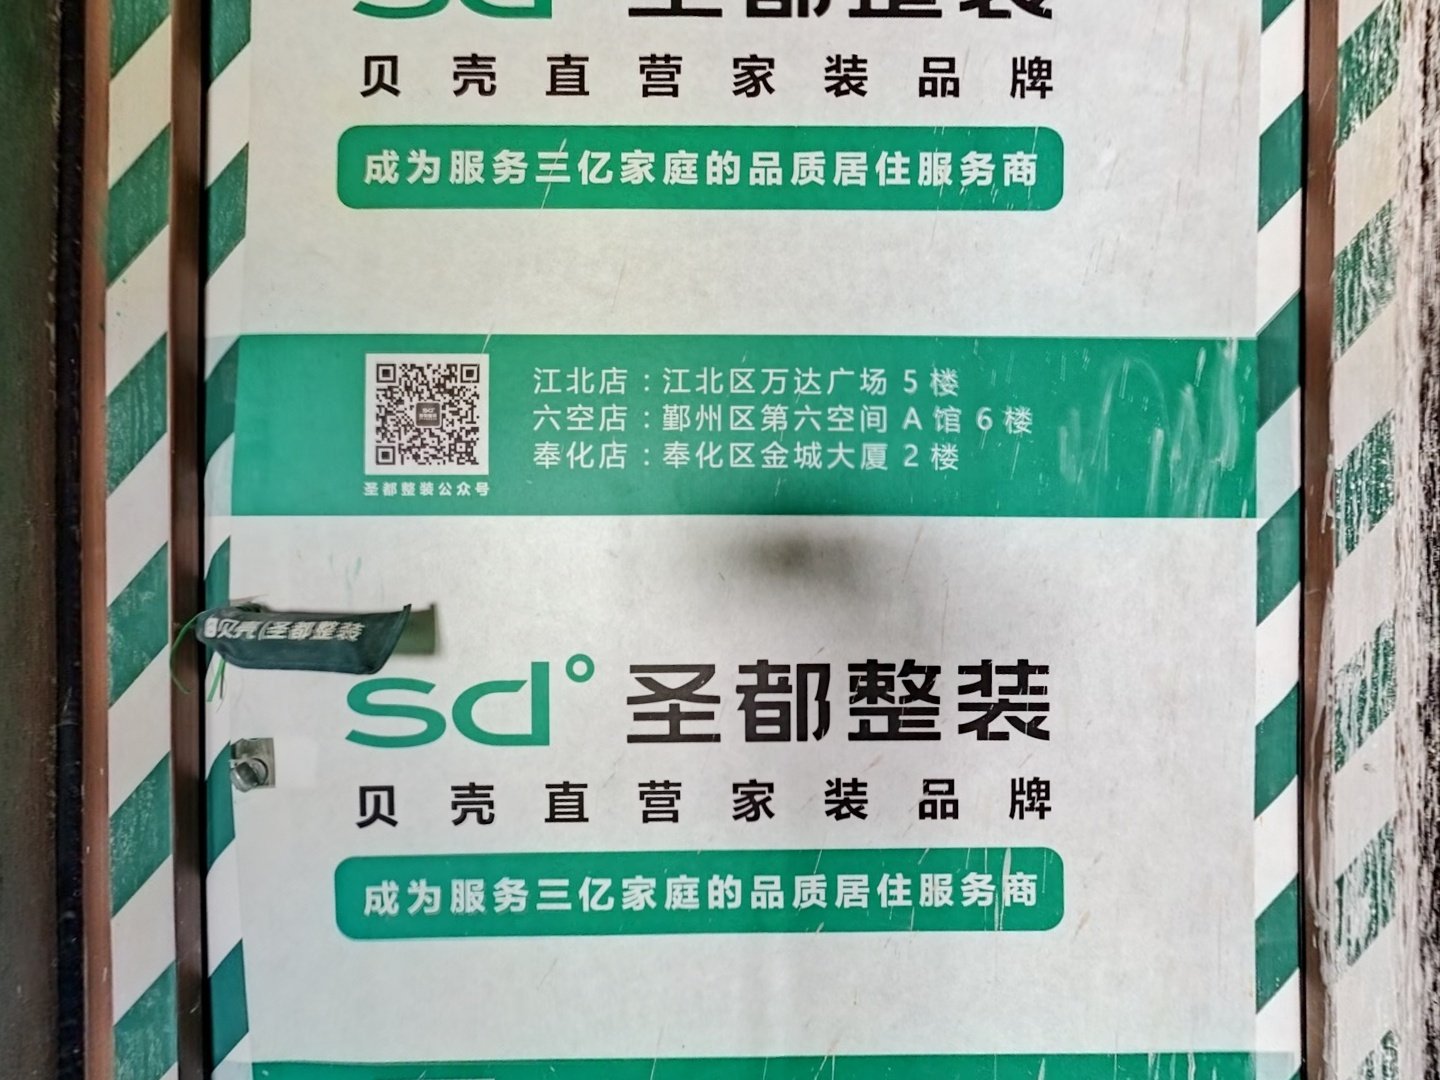 sd 圣都整装
贝壳直营家装品牌
成为服务三亿家庭的品质居住服务商
江北店：江北区万达广场 5 楼
六空店：鄞州区第六空间 A 馆 6 楼
奉化店：奉化区金城大厦 2 楼
圣都整装公众号
贝壳|圣都整装
sd° 圣都整装
贝壳直营家装品牌
成为服务三亿家庭的品质居住服务商